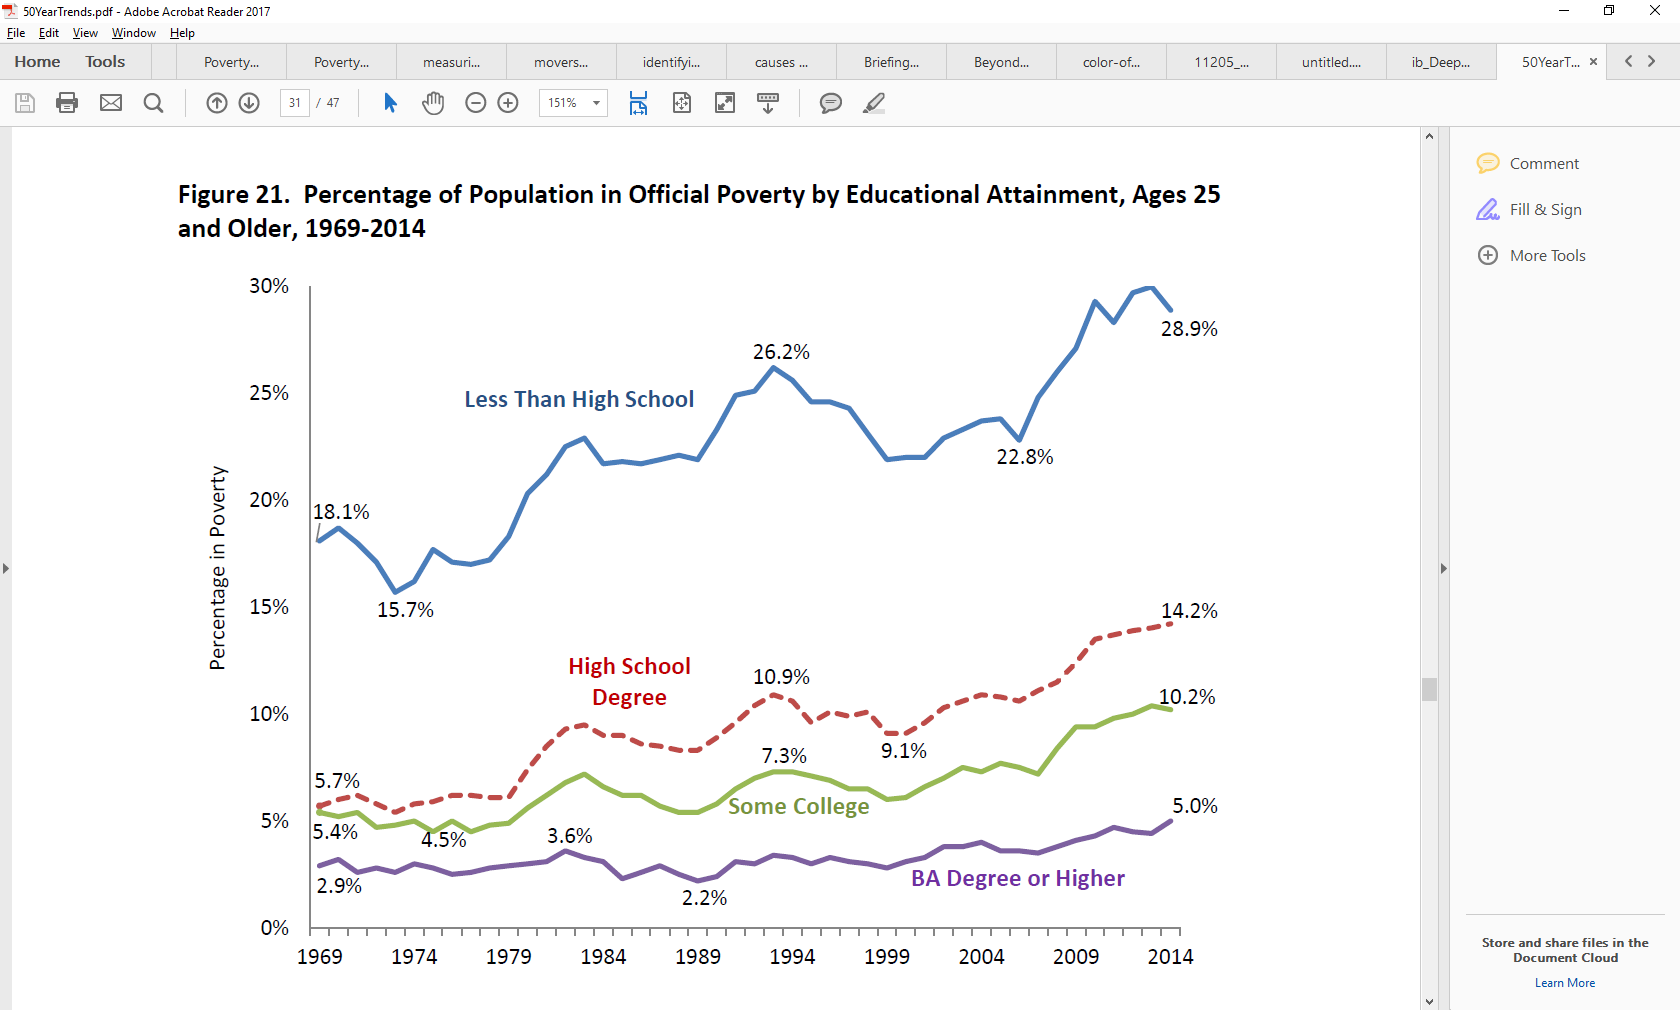 50YearTrends.pdf - Adobe Acrobat Reader 2017
File Edit View Window Help
Home Tools Poverty... Poverty... measuri... movers... identifyi... causes ... Briefing... Beyond... color-of... 11205_... untitled.... ib_Deep... 50YearT...
31 / 47 151%
Comment
Fill & Sign
More Tools
Figure 21. Percentage of Population in Official Poverty by Educational Attainment, Ages 25
and Older, 1969-2014
Percentage in Poverty
30%
28.9%
26.2%
25%
Less Than High School
22.8%
20%
18.1%
15%
15.7%
14.2%
High School
Degree
10.9%
10%
10.2%
9.1%
7.3%
5.7%
Some College
5%
5.0%
5.4%
4.5%
3.6%
BA Degree or Higher
2.9%
2.2%
0%
1969 1974 1979 1984 1989 1994 1999 2004 2009 2014
Store and share files in the
Document Cloud
Learn More